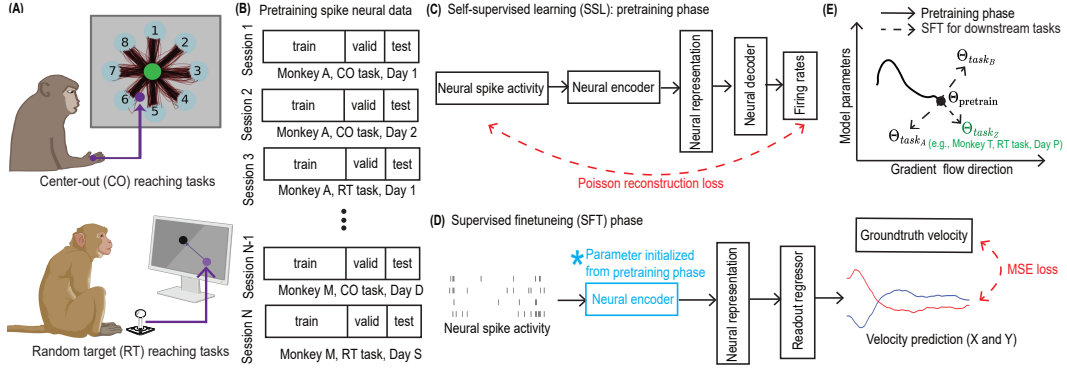 (A)
1
2
3
4
5
6
7
8
Center-out (CO) reaching tasks
Random target (RT) reaching tasks
(B) Pretraining spike neural data
Session 1
train valid test
Monkey A, CO task, Day 1
Session 2
train valid test
Monkey A, CO task, Day 2
Session 3
train valid test
Monkey A, RT task, Day 1
Session N-1
train valid test
Monkey M, CO task, Day D
Session N
train valid test
Monkey M, RT task, Day S
(C) Self-supervised learning (SSL): pretraining phase
Neural spike activity
Neural encoder
Neural representation
Neural decoder
Firing rates
Poisson reconstruction loss
(D) Supervised finetuneing (SFT) phase
Neural spike activity
* Parameter initialized
from pretraining phase
Neural encoder
Neural representation
Readout regressor
Groundtruth velocity
MSE loss
Velocity prediction (X and Y)
(E)
Pretraining phase
SFT for downstream tasks
Model parameters
Θ_task_B
Θ_pretrain
Θ_task_A
Θ_task_Z
(e.g., Monkey T, RT task, Day P)
Gradient flow direction